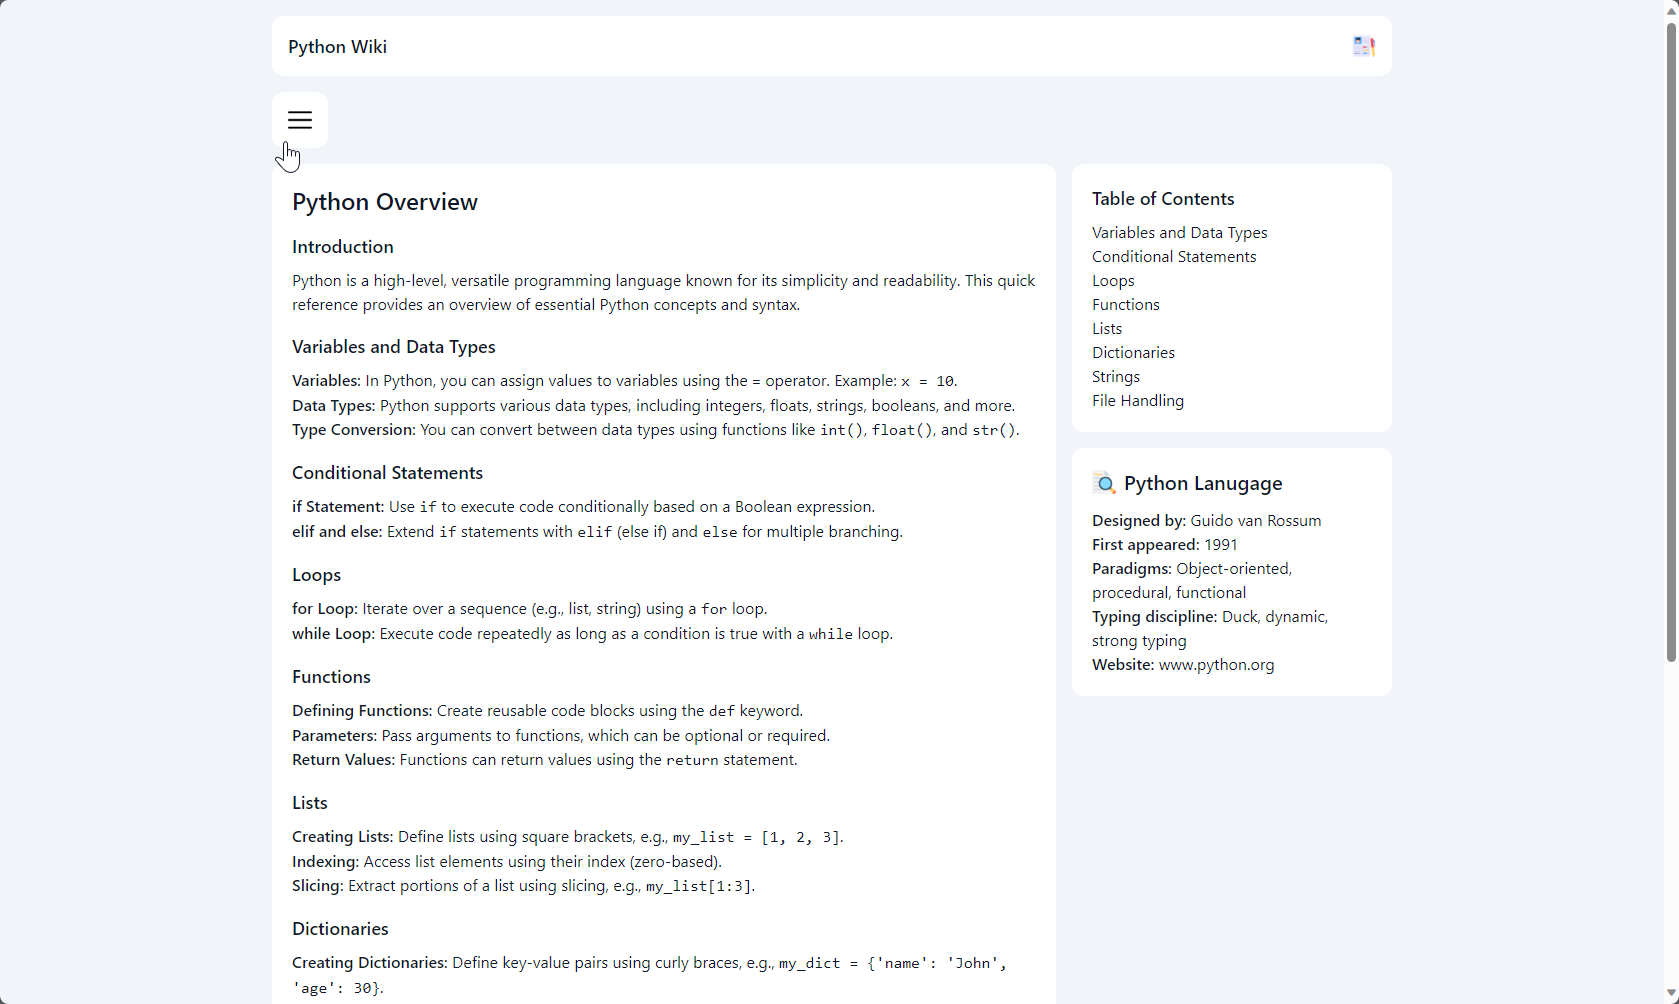 Python Wiki
Python Overview
Introduction
Python is a high-level, versatile programming language known for its simplicity and readability. This quick
reference provides an overview of essential Python concepts and syntax.
Variables and Data Types
Variables: In Python, you can assign values to variables using the = operator. Example: x = 10.
Data Types: Python supports various data types, including integers, floats, strings, booleans, and more.
Type Conversion: You can convert between data types using functions like int(), float(), and str().
Conditional Statements
if Statement: Use if to execute code conditionally based on a Boolean expression.
elif and else: Extend if statements with elif (else if) and else for multiple branching.
Loops
for Loop: Iterate over a sequence (e.g., list, string) using a for loop.
while Loop: Execute code repeatedly as long as a condition is true with a while loop.
Functions
Defining Functions: Create reusable code blocks using the def keyword.
Parameters: Pass arguments to functions, which can be optional or required.
Return Values: Functions can return values using the return statement.
Lists
Creating Lists: Define lists using square brackets, e.g., my_list = [1, 2, 3].
Indexing: Access list elements using their index (zero-based).
Slicing: Extract portions of a list using slicing, e.g., my_list[1:3].
Dictionaries
Creating Dictionaries: Define key-value pairs using curly braces, e.g., my_dict = {'name': 'John',
'age': 30}.
Table of Contents
Variables and Data Types
Conditional Statements
Loops
Functions
Lists
Dictionaries
Strings
File Handling
Python Lanugage
Designed by: Guido van Rossum
First appeared: 1991
Paradigms: Object-oriented,
procedural, functional
Typing discipline: Duck, dynamic,
strong typing
Website: www.python.org